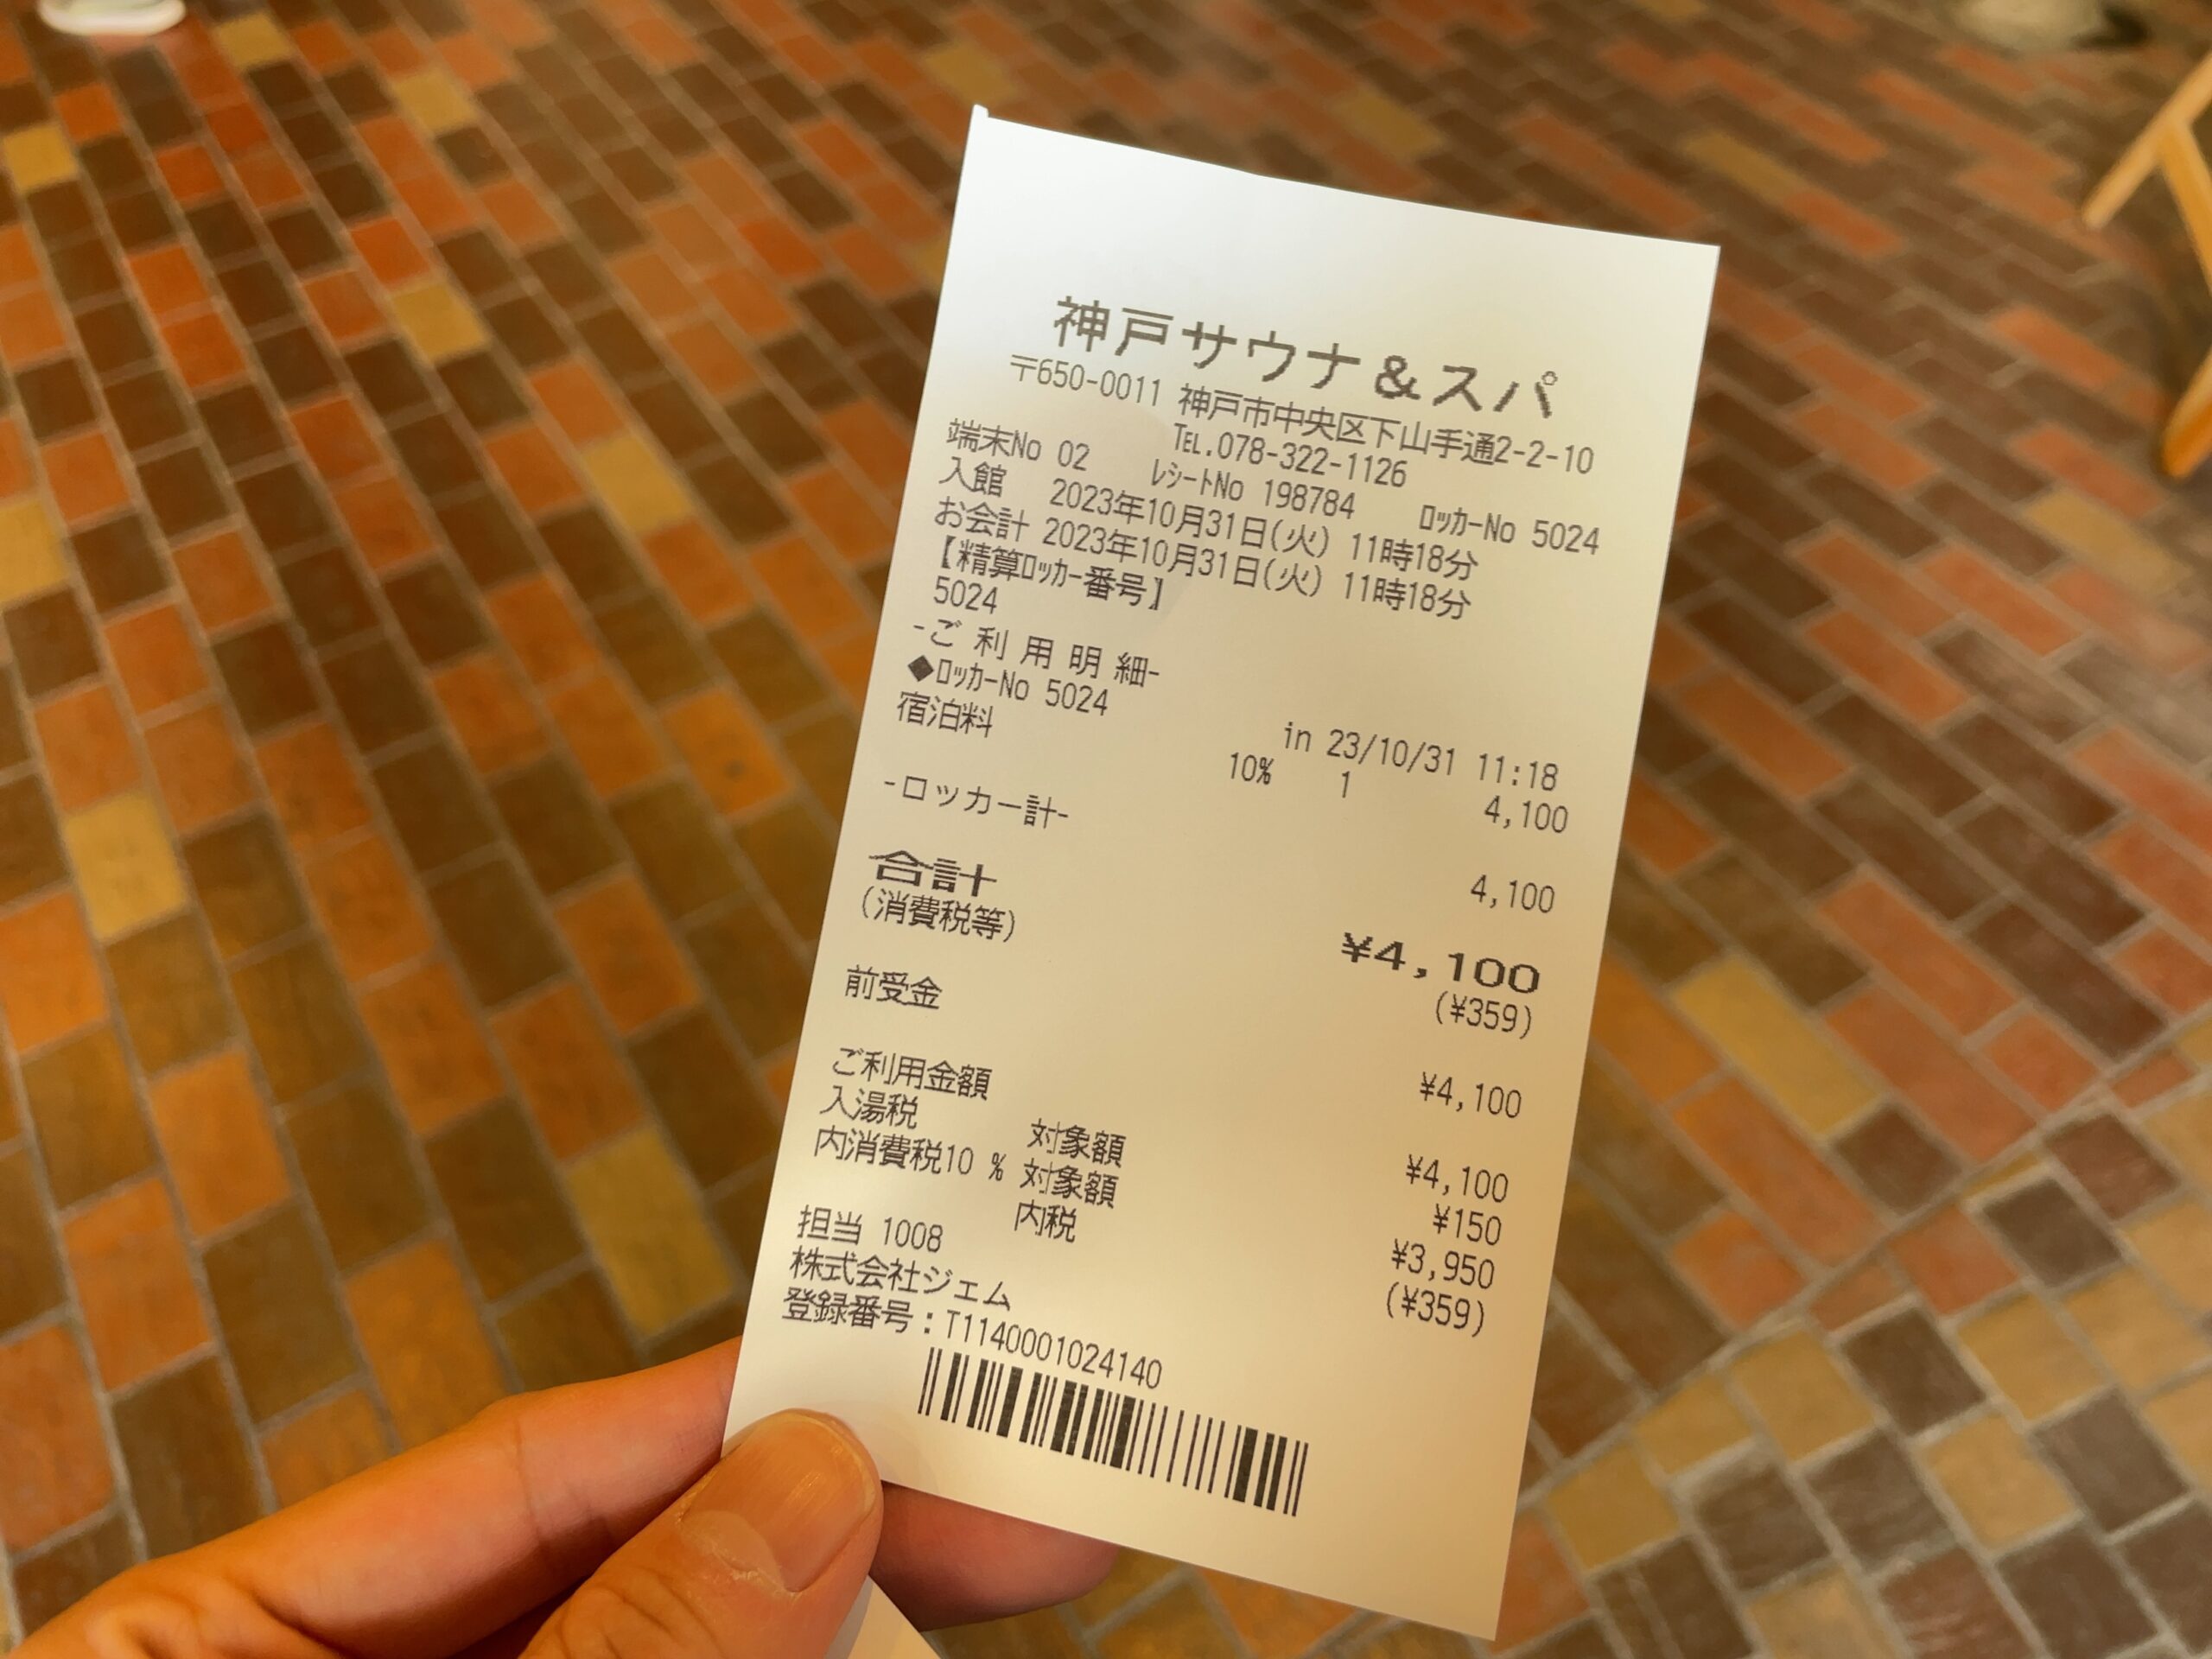 神戸サウナ&スパ
〒650-0011 神戸市中央区下山手通2-2-10
TEL.078-322-1126
端末No 02 ﾚｼｰﾄNo 198784 ﾛｯｶｰNo 5024
入館 2023年10月31日(火) 11時18分
お会計 2023年10月31日(火) 11時18分
【精算ﾛｯｶｰ番号】
5024
-ご利用明細-
◆ﾛｯｶｰNo 5024 in 23/10/31 11:18
宿泊料 10% 1 4,100
-ロッカー計- 4,100
合計 ¥4,100
(消費税等) (¥359)
前受金 ¥4,100
ご利用金額 ¥4,100
入湯税 対象額 ¥150
内消費税10 % 対象額 ¥3,950
内税 (¥359)
担当 1008
株式会社ジェム
登録番号:T1140001024140